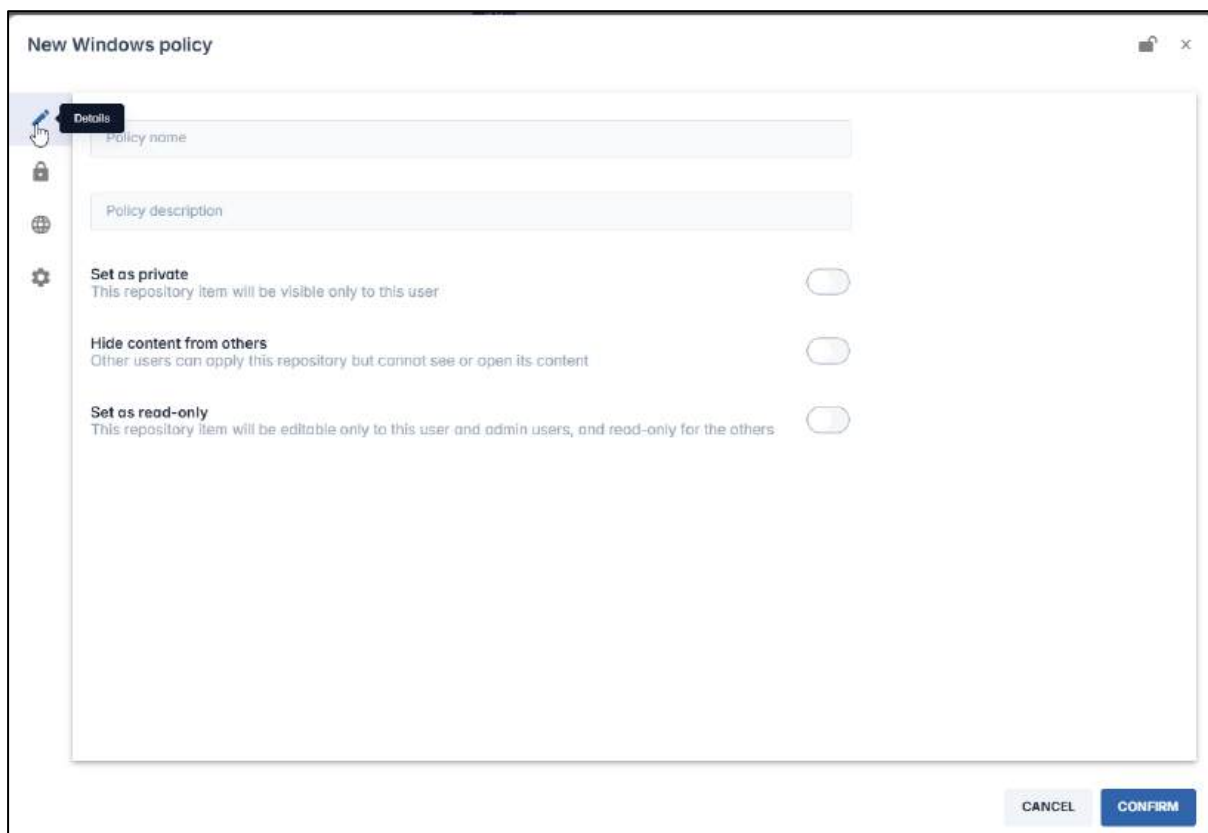 New Windows policy
Details
Policy name
Policy description
Set as private
This repository item will be visible only to this user
Hide content from others
Other users can apply this repository but cannot see or open its content
Set as read-only
This repository item will be editable only to this user and admin users, and read-only for the others
CANCEL
CONFIRM